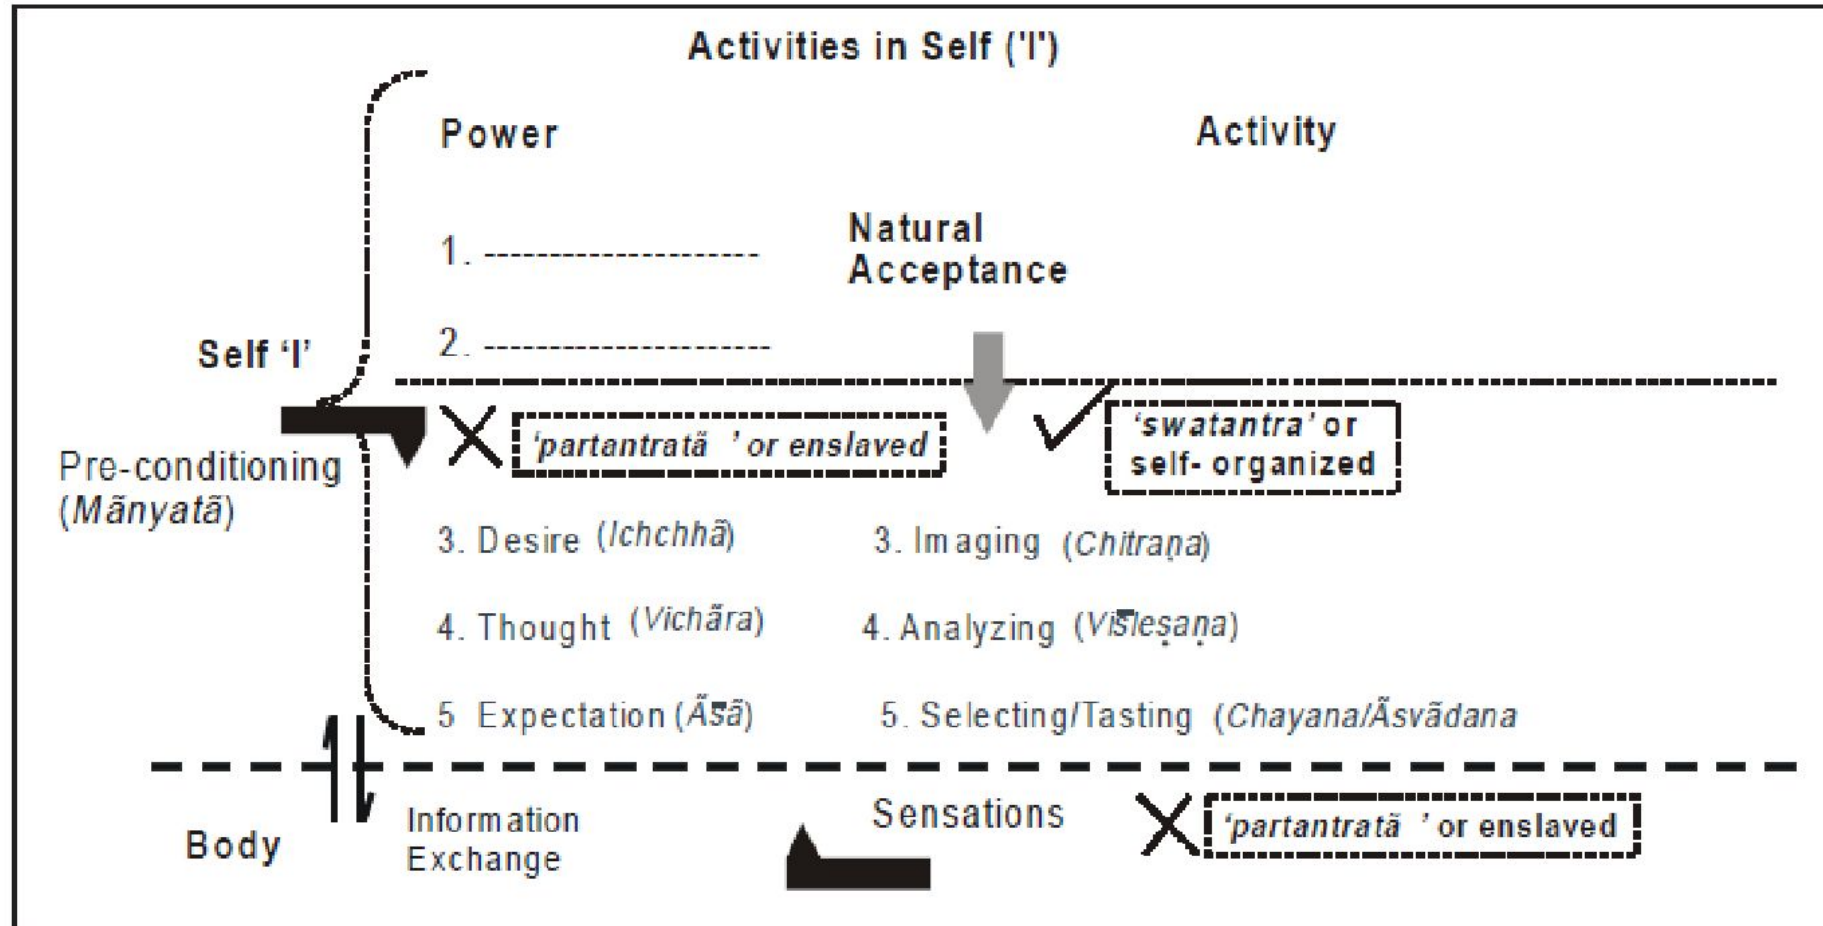 Activities in Self ('I')
Power
Activity
1. ---------------------
Natural
Acceptance
2. ----------------------
Self ‘I’
‘partantratã ’ or enslaved
‘swatantra’ or
self- organized
Pre-conditioning
(Mãnyatã)
3. Desire (Ichchhã)
3. Imaging (Chitraṇa)
4. Thought (Vichãra)
4. Analyzing (Viśleṣaṇa)
5 Expectation (Ãśã)
5. Selecting/Tasting (Chayana/Ãsvãdana
Body
Information
Exchange
Sensations
‘partantratã ’ or enslaved